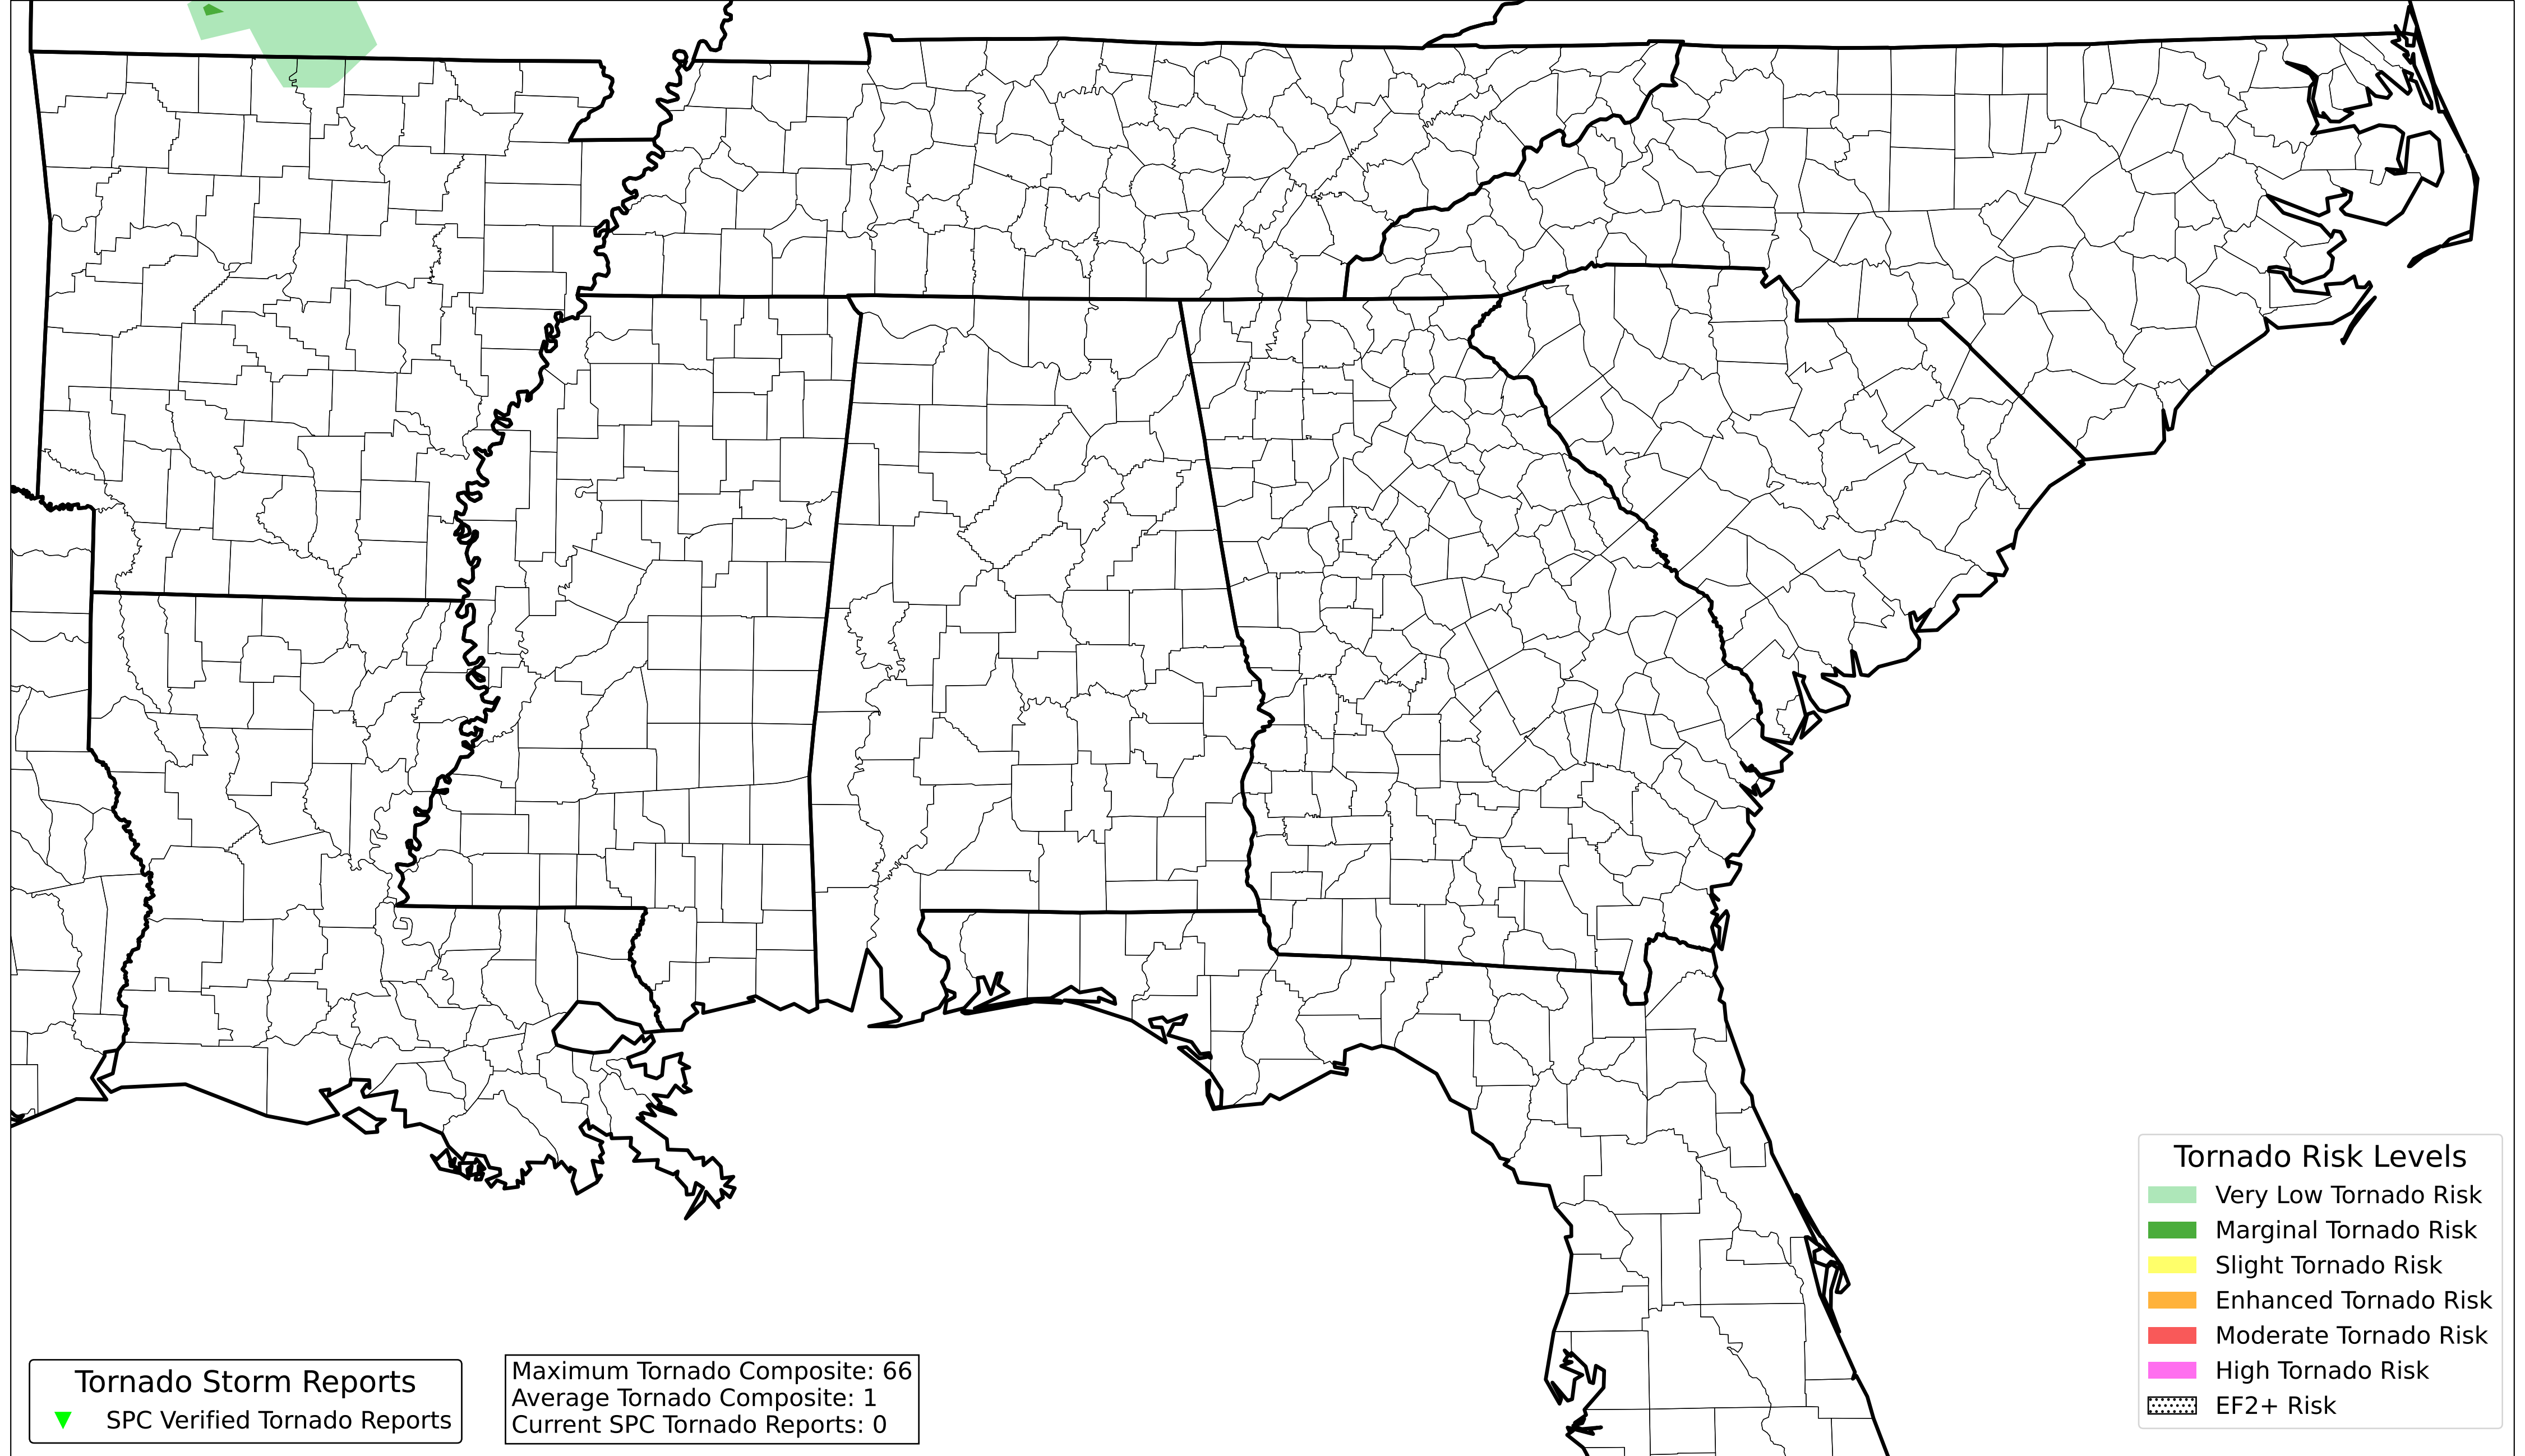 Tornado Risk Levels
Very Low Tornado Risk
Marginal Tornado Risk
Slight Tornado Risk
Enhanced Tornado Risk
Moderate Tornado Risk
High Tornado Risk
EF2+ Risk
Tornado Storm Reports
SPC Verified Tornado Reports
Maximum Tornado Composite: 66
Average Tornado Composite: 1
Current SPC Tornado Reports: 0